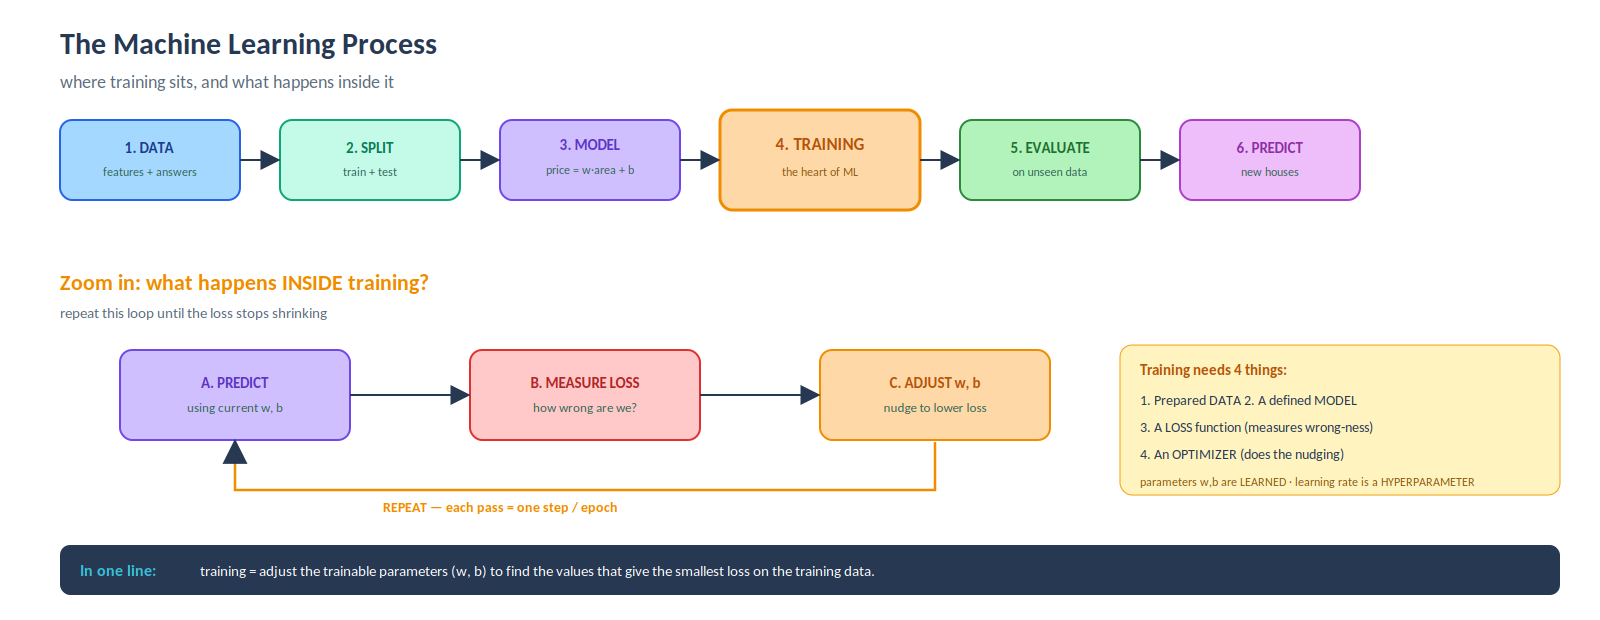 The Machine Learning Process
where training sits, and what happens inside it
1. DATA
features + answers
2. SPLIT
train + test
3. MODEL
price = w·area + b
4. TRAINING
the heart of ML
5. EVALUATE
on unseen data
6. PREDICT
new houses
Zoom in: what happens INSIDE training?
repeat this loop until the loss stops shrinking
A. PREDICT
using current w, b
B. MEASURE LOSS
how wrong are we?
C. ADJUST w, b
nudge to lower loss
REPEAT — each pass = one step / epoch
Training needs 4 things:
1. Prepared DATA 2. A defined MODEL
3. A LOSS function (measures wrong-ness)
4. An OPTIMIZER (does the nudging)
parameters w,b are LEARNED · learning rate is a HYPERPARAMETER
In one line: training = adjust the trainable parameters (w, b) to find the values that give the smallest loss on the training data.